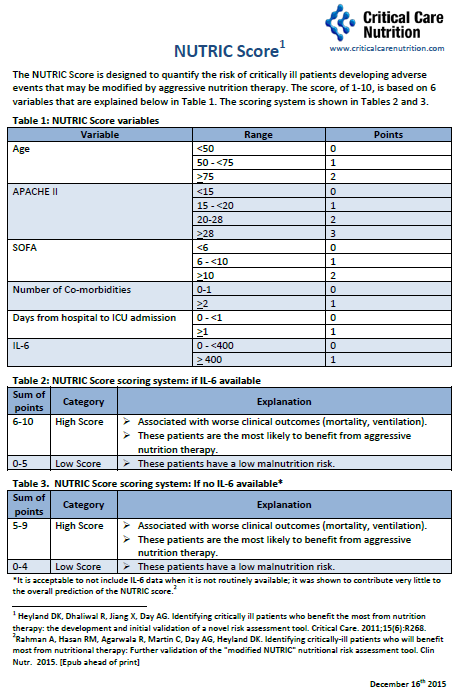 Critical Care
Nutrition
www.criticalcarenutrition.com
NUTRIC Score1
The NUTRIC Score is designed to quantify the risk of critically ill patients developing adverse
events that may be modified by aggressive nutrition therapy. The score, of 1-10, is based on 6
variables that are explained below in Table 1. The scoring system is shown in Tables 2 and 3.
Table 1: NUTRIC Score variables
Variable Range Points
Age <50 0
50 - <75 1
≥75 2
APACHE II <15 0
15 - <20 1
20-28 2
≥28 3
SOFA <6 0
6 - <10 1
≥10 2
Number of Co-morbidities 0-1 0
≥2 1
Days from hospital to ICU admission 0 - <1 0
≥1 1
IL-6 0 - <400 0
≥ 400 1
Table 2: NUTRIC Score scoring system: if IL-6 available
Sum of points Category Explanation
6-10 High Score ➢ Associated with worse clinical outcomes (mortality, ventilation).
➢ These patients are the most likely to benefit from aggressive
nutrition therapy.
0-5 Low Score ➢ These patients have a low malnutrition risk.
Table 3. NUTRIC Score scoring system: If no IL-6 available*
Sum of points Category Explanation
5-9 High Score ➢ Associated with worse clinical outcomes (mortality, ventilation).
➢ These patients are the most likely to benefit from aggressive
nutrition therapy.
0-4 Low Score ➢ These patients have a low malnutrition risk.
*It is acceptable to not include IL-6 data when it is not routinely available; it was shown to contribute very little to
the overall prediction of the NUTRIC score.2
1 Heyland DK, Dhaliwal R, Jiang X, Day AG. Identifying critically ill patients who benefit the most from nutrition
therapy: the development and initial validation of a novel risk assessment tool. Critical Care. 2011;15(6):R268.
2Rahman A, Hasan RM, Agarwala R, Martin C, Day AG, Heyland DK. Identifying critically-ill patients who will benefit
most from nutritional therapy: Further validation of the "modified NUTRIC" nutritional risk assessment tool. Clin
Nutr. 2015. [Epub ahead of print]
December 16th 2015